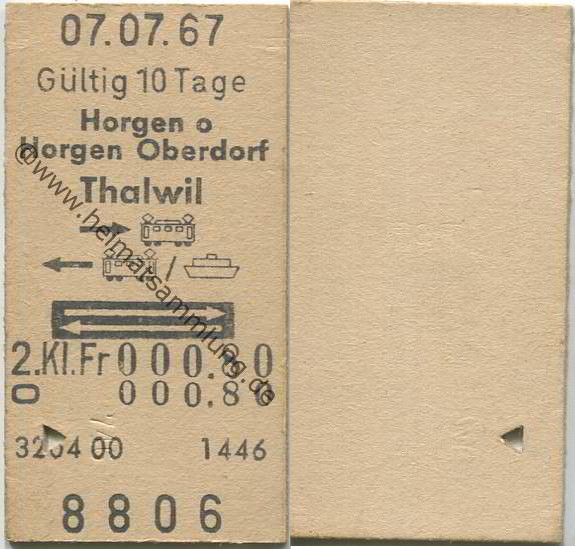 07.07.67
Gültig 10 Tage
Horgen o
Horgen Oberdorf
Thalwil
/
2.Kl.Fr 000.80
0 000.80
3204 00 1446
8806
@www.heimatsammlung.de